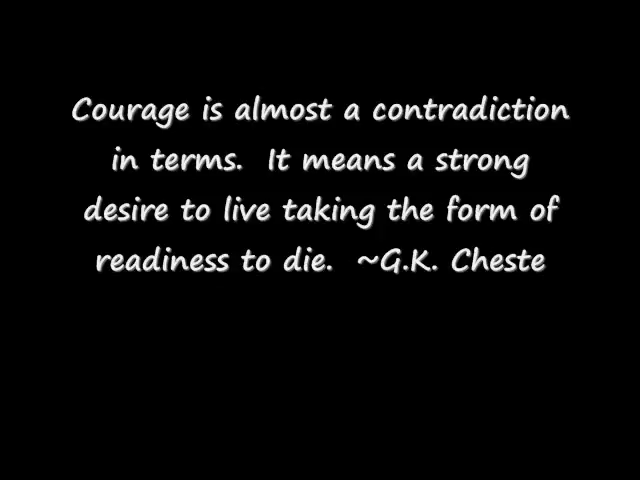 Courage is almost a contradiction
in terms.  It means a strong
desire to live taking the form of
readiness to die.  ~G.K. Cheste